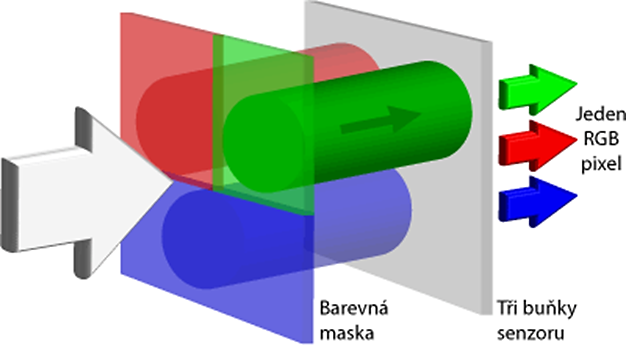 Jeden
RGB
pixel
Barevná
maska
Tři buňky
senzoru